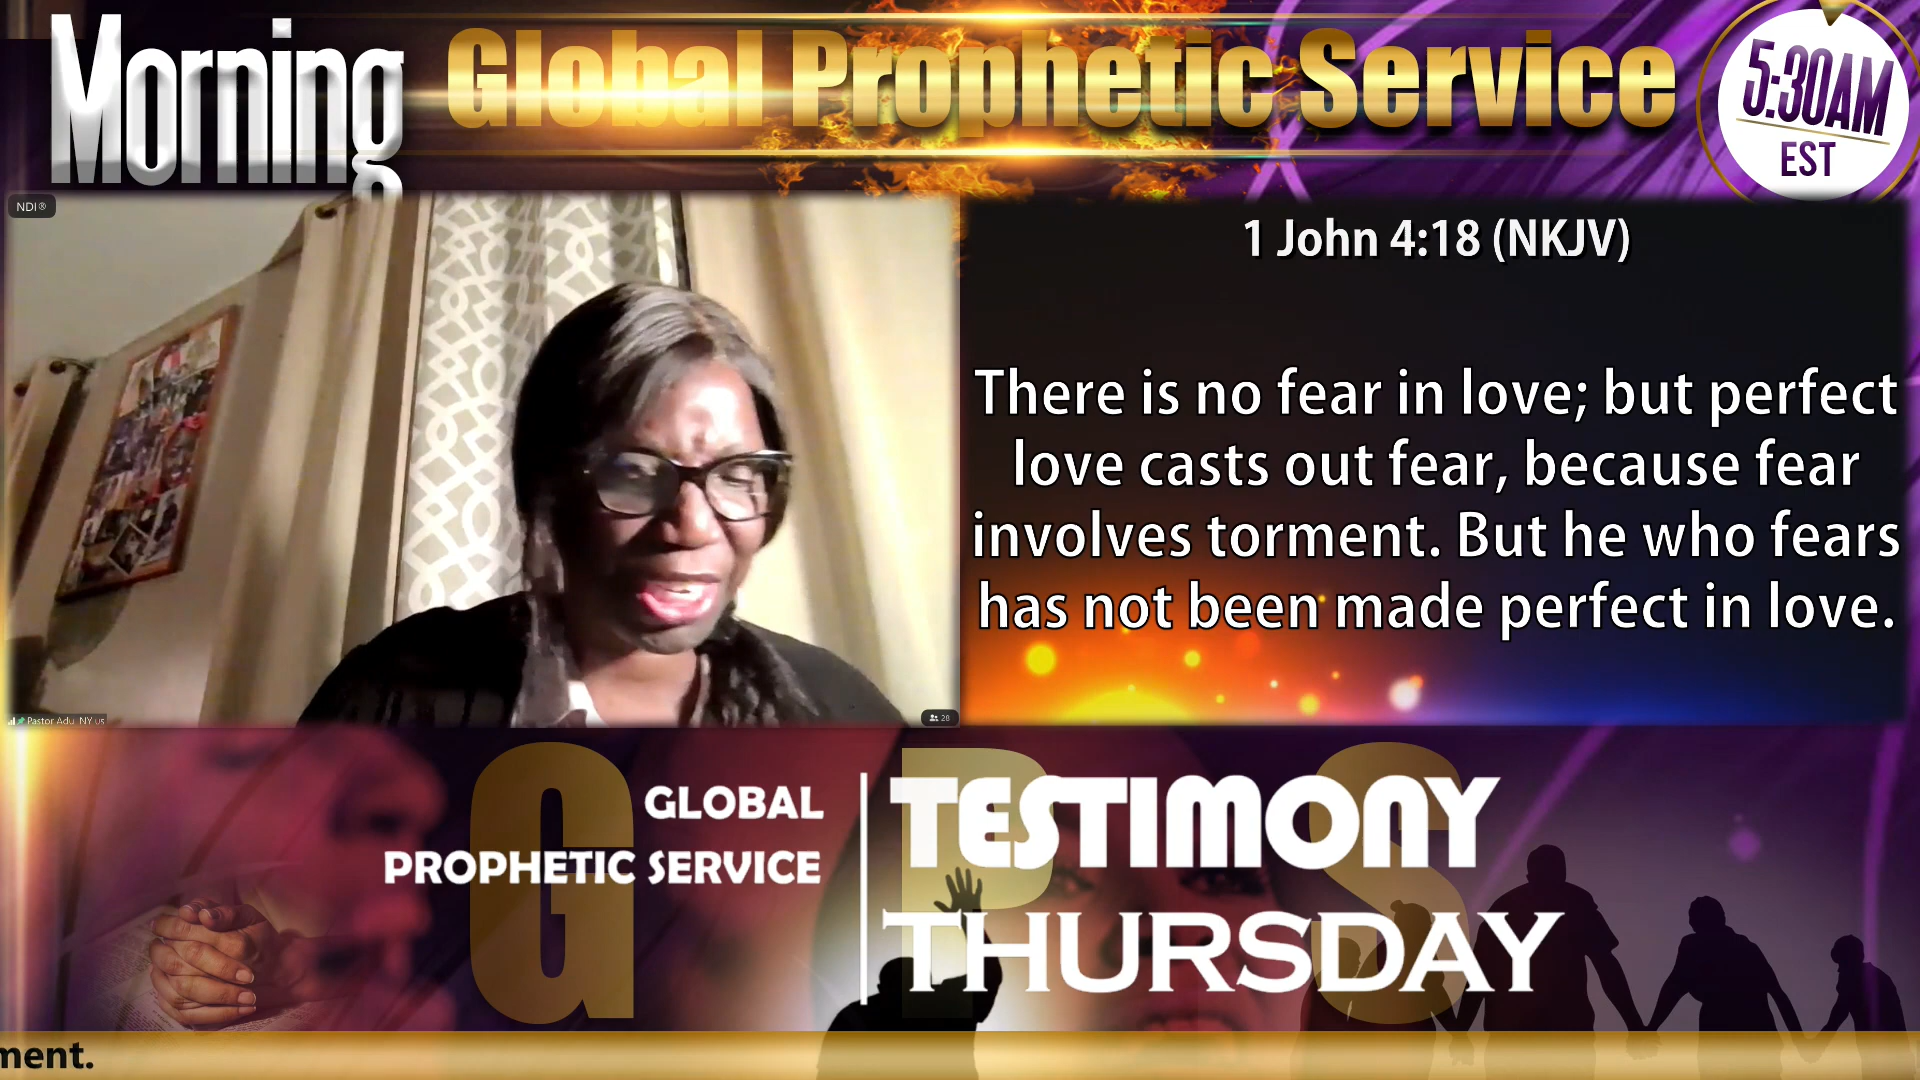 Morning
Global Prophetic Service
5:30AM
EST
NDI®
1 John 4:18 (NKJV)
There is no fear in love; but perfect
love casts out fear, because fear
involves torment. But he who fears
has not been made perfect in love.
Pastor Adu, NY US
28
GPS
GLOBAL
PROPHETIC SERVICE
TESTIMONY
THURSDAY
ment.